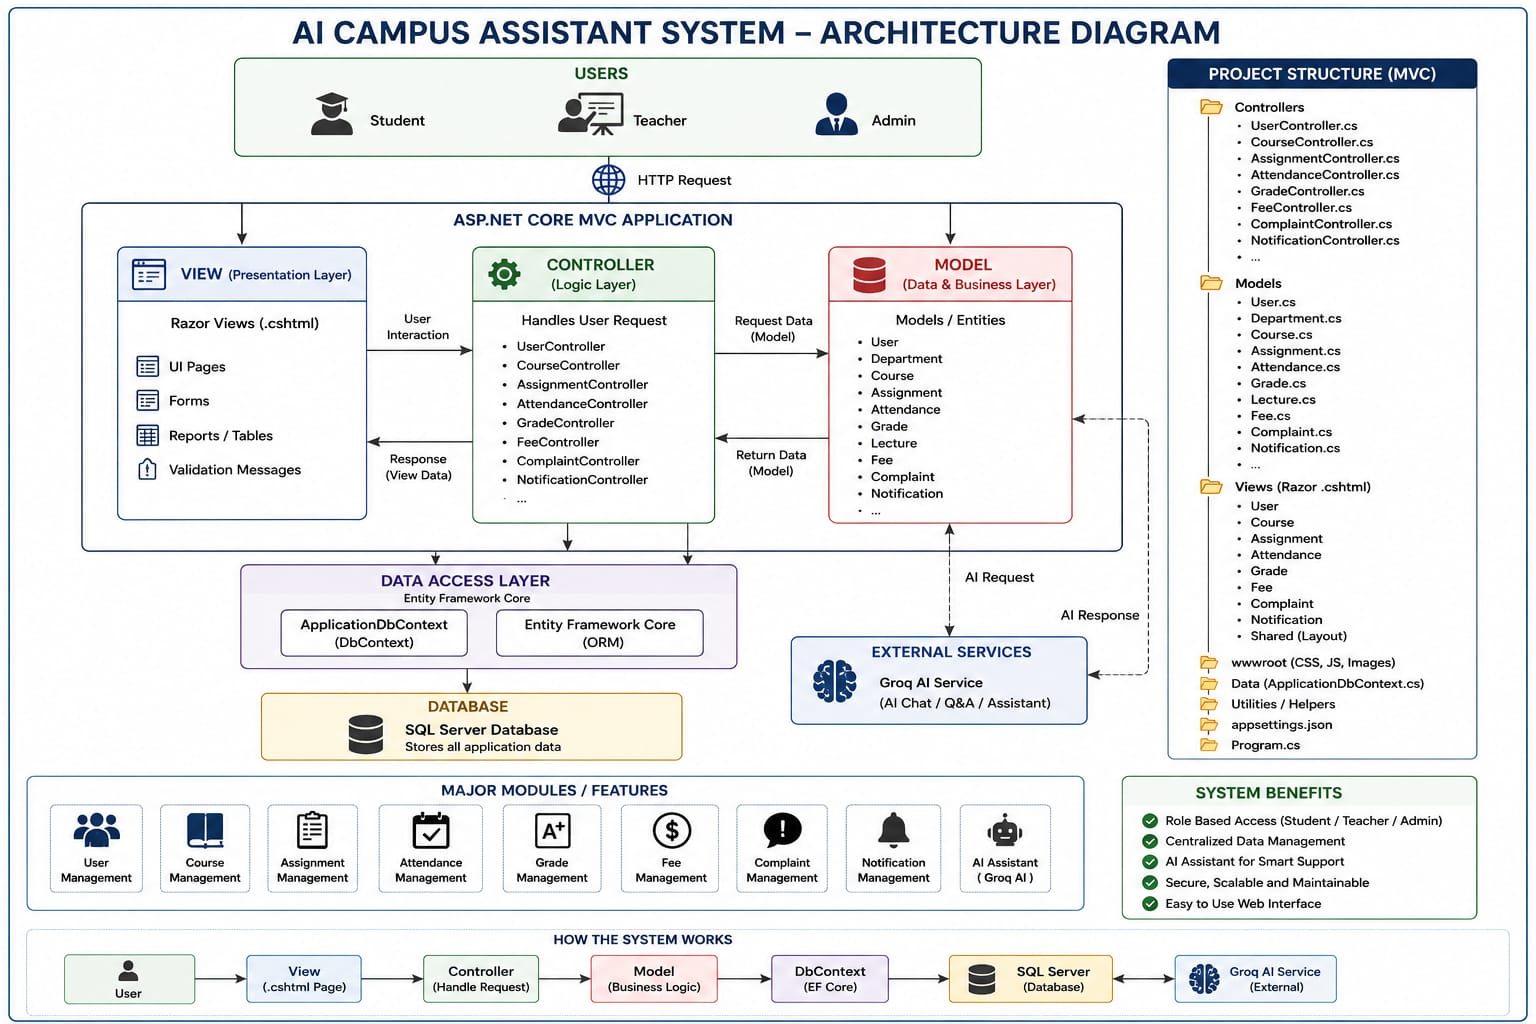 AI CAMPUS ASSISTANT SYSTEM – ARCHITECTURE DIAGRAM
USERS
Student
Teacher
Admin
HTTP Request
ASP.NET CORE MVC APPLICATION
VIEW (Presentation Layer)
Razor Views (.cshtml)
UI Pages
Forms
Reports / Tables
Validation Messages
User
Interaction
Response
(View Data)
CONTROLLER
(Logic Layer)
Handles User Request
• UserController
• CourseController
• AssignmentController
• AttendanceController
• GradeController
• FeeController
• ComplaintController
• NotificationController
· ...
Request Data
(Model)
Return Data
(Model)
MODEL
(Data & Business Layer)
Models / Entities
• User
• Department
• Course
• Assignment
• Attendance
• Grade
• Lecture
• Fee
• Complaint
• Notification
• ...
AI Request
AI Response
DATA ACCESS LAYER
Entity Framework Core
ApplicationDbContext
(DbContext)
Entity Framework Core
(ORM)
EXTERNAL SERVICES
Groq AI Service
(AI Chat / Q&A / Assistant)
DATABASE
SQL Server Database
Stores all application data
PROJECT STRUCTURE (MVC)
Controllers
• UserController.cs
• CourseController.cs
• AssignmentController.cs
• AttendanceController.cs
• GradeController.cs
• FeeController.cs
• ComplaintController.cs
• NotificationController.cs
• ...
Models
• User.cs
• Department.cs
• Course.cs
• Assignment.cs
• Attendance.cs
• Grade.cs
• Lecture.cs
• Fee.cs
• Complaint.cs
• Notification.cs
• ...
Views (Razor .cshtml)
• User
• Course
• Assignment
• Attendance
• Grade
• Fee
• Complaint
• Notification
• Shared (Layout)
wwwroot (CSS, JS, Images)
Data (ApplicationDbContext.cs)
Utilities / Helpers
appsettings.json
Program.cs
MAJOR MODULES / FEATURES
User
Management
Course
Management
Assignment
Management
Attendance
Management
A+
Grade
Management
$
Fee
Management
!
Complaint
Management
Notification
Management
AI Assistant
( Groq AI )
SYSTEM BENEFITS
Role Based Access (Student / Teacher / Admin)
Centralized Data Management
AI Assistant for Smart Support
Secure, Scalable and Maintainable
Easy to Use Web Interface
HOW THE SYSTEM WORKS
User
View
(.cshtml Page)
Controller
(Handle Request)
Model
(Business Logic)
DbContext
(EF Core)
SQL Server
(Database)
Groq AI Service
(External)